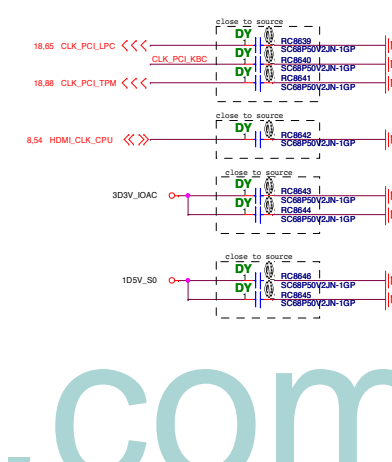 close to source
DY
18,65 CLK_PCI_LPC
1
RC8639
SC68P50V2JN-1GP
CLK_PCI_KBC
DY
1
RC8640
SC68P50V2JN-1GP
18,88 CLK_PCI_TPM
DY
1
RC8641
SC68P50V2JN-1GP
close to source
8,54 HDMI_CLK_CPU
DY
1
RC8642
SC68P50V2JN-1GP
close to source
3D3V_IOAC
DY
1
RC8643
SC68P50V2JN-1GP
DY
1
RC8644
SC68P50V2JN-1GP
close to source
1D5V_S0
DY
1
RC8646
SC68P50V2JN-1GP
DY
1
RC8645
SC68P50V2JN-1GP
.com